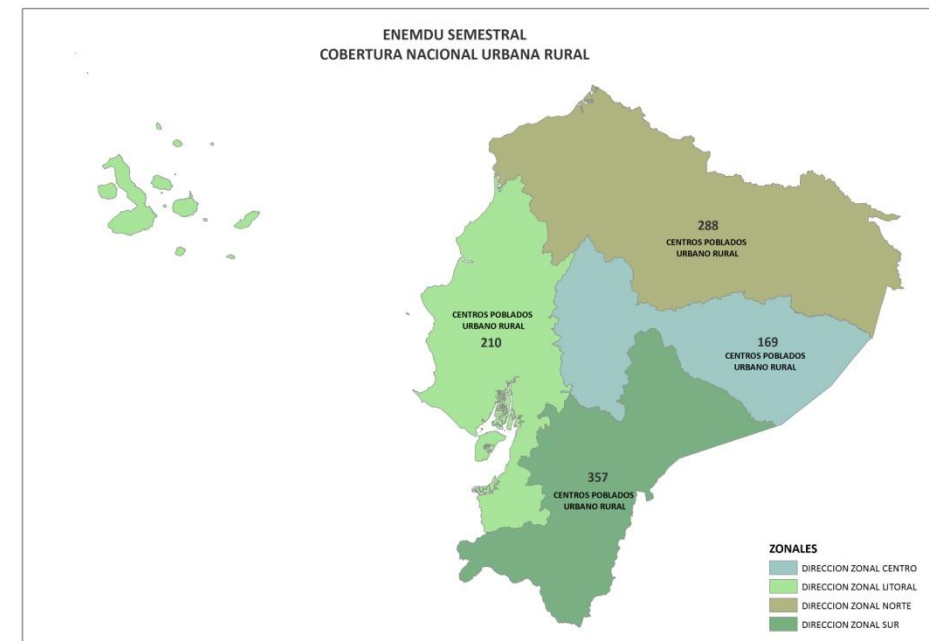 ENEMDU SEMESTRAL
COBERTURA NACIONAL URBANA RURAL
288
CENTROS POBLADOS
URBANO RURAL
CENTROS POBLADOS
URBANO RURAL
210
169
CENTROS POBLADOS
URBANO RURAL
357
CENTROS POBLADOS
URBANO RURAL
ZONALES
DIRECCION ZONAL CENTRO
DIRECCION ZONAL LITORAL
DIRECCION ZONAL NORTE
DIRECCION ZONAL SUR